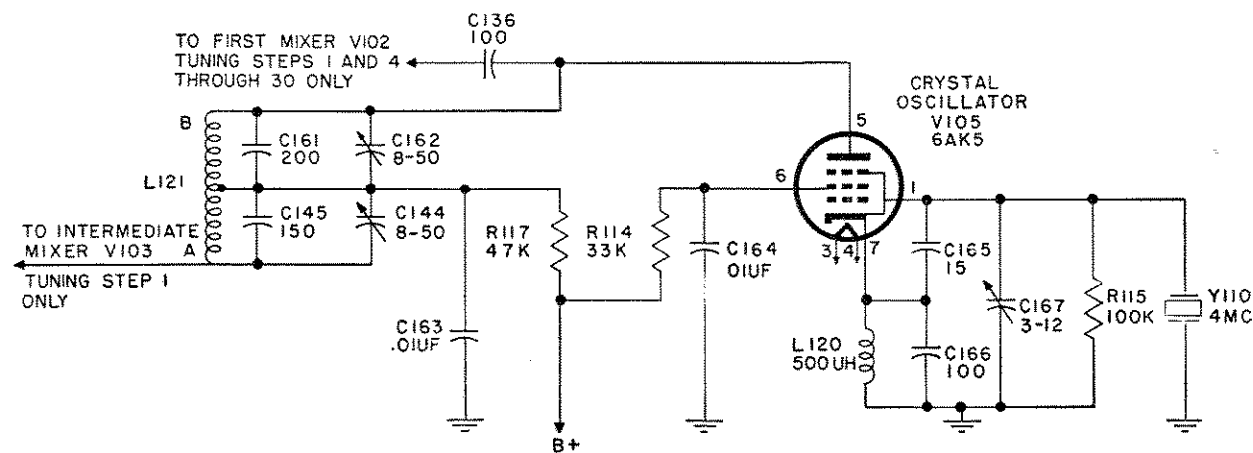 C136
100
TO FIRST MIXER V102
TUNING STEPS 1 AND 4
THROUGH 30 ONLY
CRYSTAL
OSCILLATOR
V105
6AK5
5
B
C161
200
C162
8-50
6
1
L121
C145
150
C144
8-50
TO INTERMEDIATE
MIXER V103
A
TUNING STEP 1
ONLY
R117
47K
R114
33K
C164
.01UF
3
4
7
C165
15
C163
.01UF
L120
500UH
C166
100
C167
3-12
R115
100K
Y110
4MC
B+